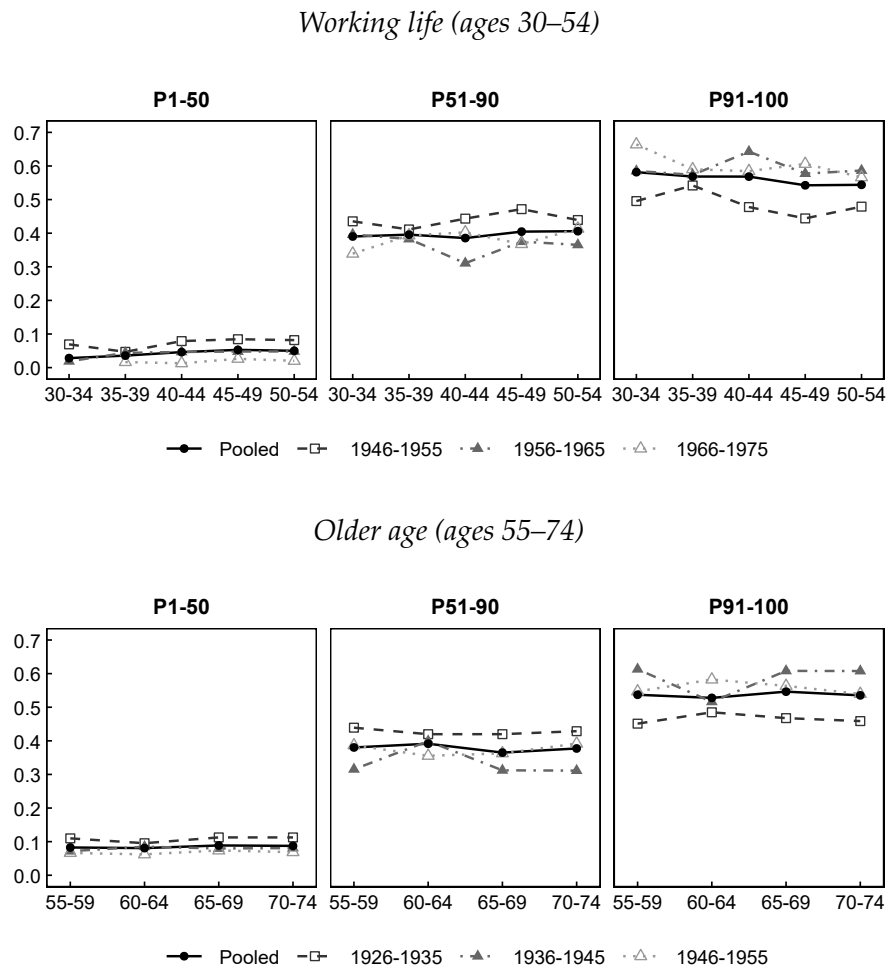 Working life (ages 30–54)
P1-50 P51-90 P91-100
0.7
0.6
0.5
0.4
0.3
0.2
0.1
0.0
30-34 35-39 40-44 45-49 50-54 30-34 35-39 40-44 45-49 50-54 30-34 35-39 40-44 45-49 50-54
Pooled 1946-1955 1956-1965 1966-1975
Older age (ages 55–74)
P1-50 P51-90 P91-100
0.7
0.6
0.5
0.4
0.3
0.2
0.1
0.0
55-59 60-64 65-69 70-74 55-59 60-64 65-69 70-74 55-59 60-64 65-69 70-74
Pooled 1926-1935 1936-1945 1946-1955